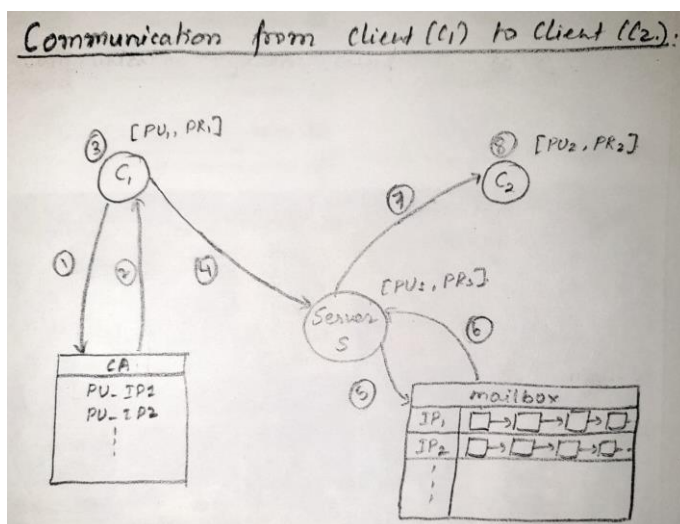 Communication from Client (C1) to Client (C2).
[PU1, PR1]
3
C1
8
[PU2, PR2]
C2
7
1
2
4
[PUs, PRs]
Server
S
6
5
CA
PU_IP1
PU_IP2
mailbox
IP1
IP2